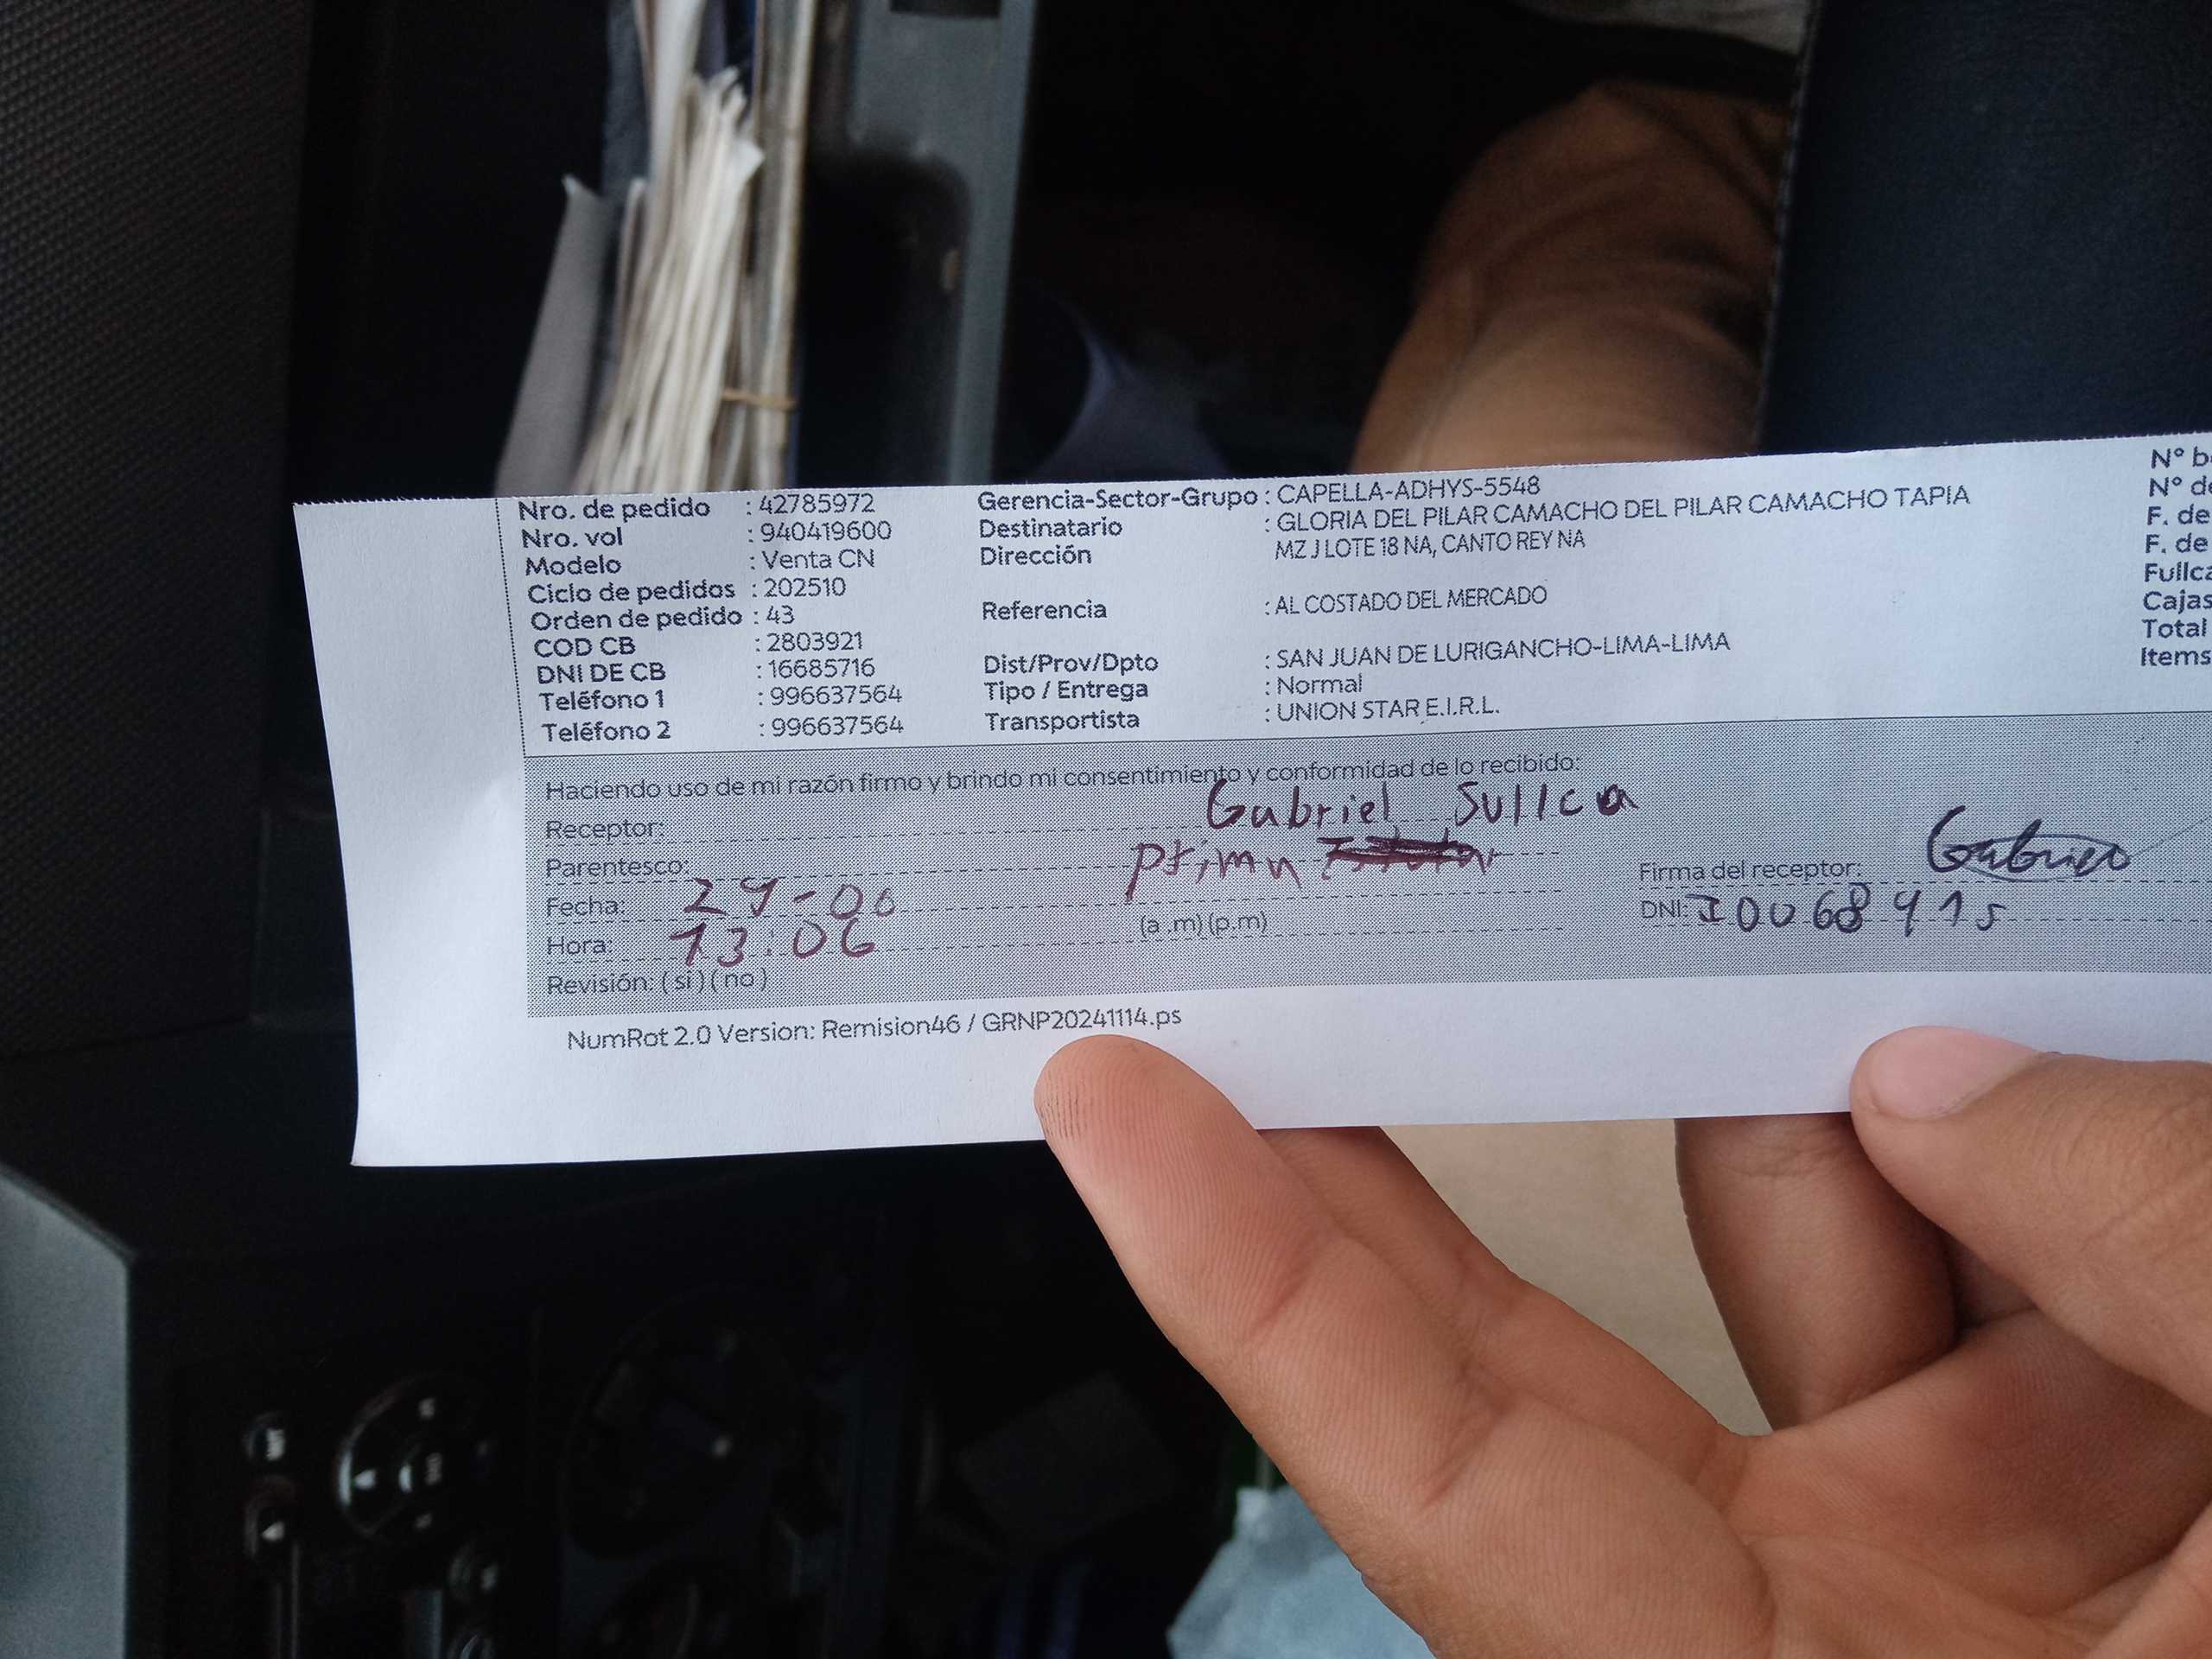 Nro. de pedido : 42785972
Nro. vol : 940419600
Modelo : Venta CN
Ciclo de pedidos : 202510
Orden de pedido : 43
COD CB : 2803921
DNI DE CB : 16685716
Teléfono 1 : 996637564
Teléfono 2 : 996637564
Gerencia-Sector-Grupo : CAPELLA-ADHYS-5548
Destinatario : GLORIA DEL PILAR CAMACHO DEL PILAR CAMACHO TAPIA
Dirección MZ J LOTE 18 NA, CANTO REY NA
Referencia : AL COSTADO DEL MERCADO
Dist/Prov/Dpto : SAN JUAN DE LURIGANCHO-LIMA-LIMA
Tipo / Entrega : Normal
Transportista : UNION STAR E.I.R.L.
Nº b
Nº de
F. de
F. de
Fullca
Cajas
Total
Items
Haciendo uso de mi razón firmo y brindo mi consentimiento y conformidad de lo recibido:
Receptor: Gabriel Sullca
Parentesco: primu
Fecha:
Hora: 13:06 (a.m)(p.m)
Revisión: (si)(no)
Firma del receptor: Gabriel
DNI:
NumRot 2.0 Version: Remision46 / GRNP20241114.ps